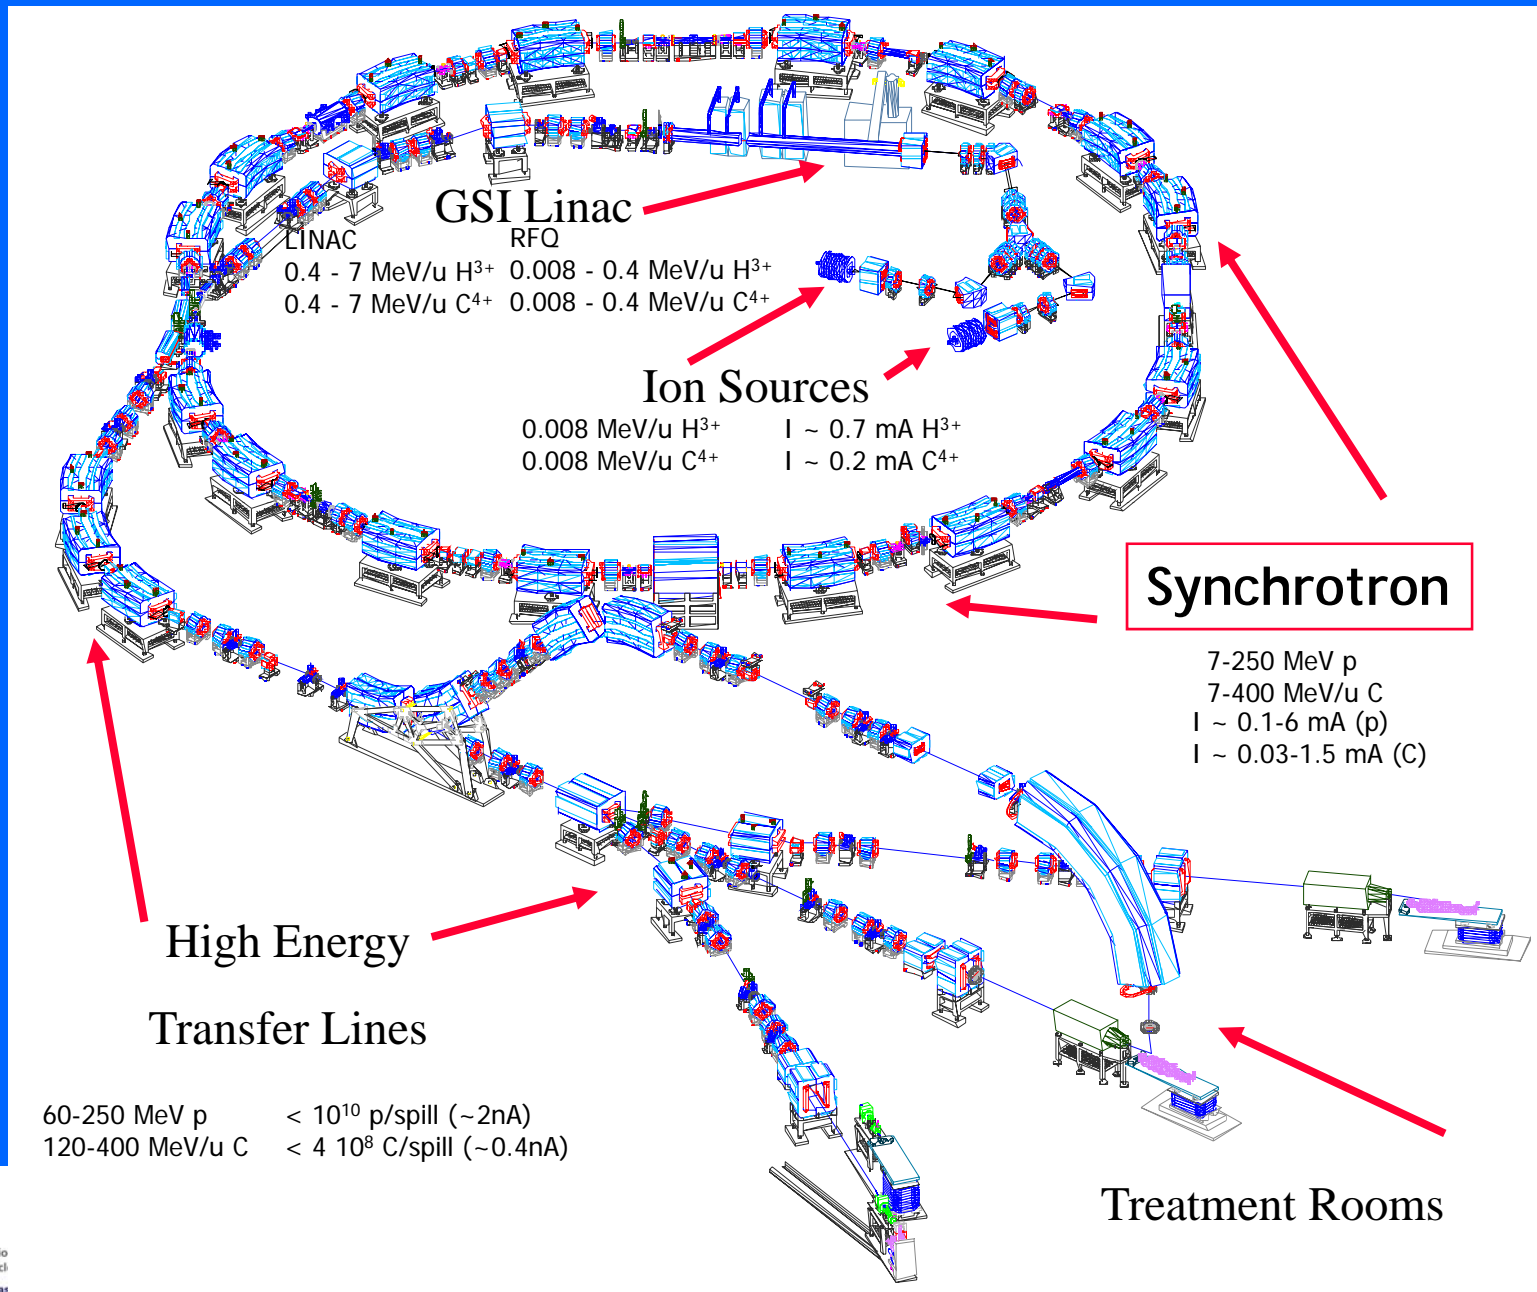 GSI Linac
LINAC RFQ
0.4 - 7 MeV/u H³⁺ 0.008 - 0.4 MeV/u H³⁺
0.4 - 7 MeV/u C⁴⁺ 0.008 - 0.4 MeV/u C⁴⁺
Ion Sources
0.008 MeV/u H³⁺ I ~ 0.7 mA H³⁺
0.008 MeV/u C⁴⁺ I ~ 0.2 mA C⁴⁺
Synchrotron
7-250 MeV p
7-400 MeV/u C
I ~ 0.1-6 mA (p)
I ~ 0.03-1.5 mA (C)
High Energy
Transfer Lines
60-250 MeV p < 10¹⁰ p/spill (~2nA)
120-400 MeV/u C < 4 10⁸ C/spill (~0.4nA)
Treatment Rooms